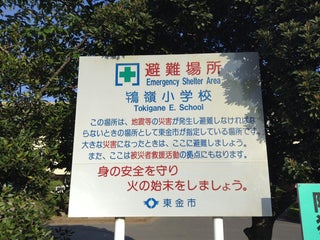 避難場所
Emergency Shelter Area
鴇嶺小学校
Tokigane E. School
この場所は、地震等の災害が発生し避難しなければな
らないときの場所として東金市が指定している場所です。
大きな災害になったときは、ここに避難しましょう。
また、ここは被災者救援活動の拠点にもなります。
身の安全を守り
火の始末をしましょう。
東金市